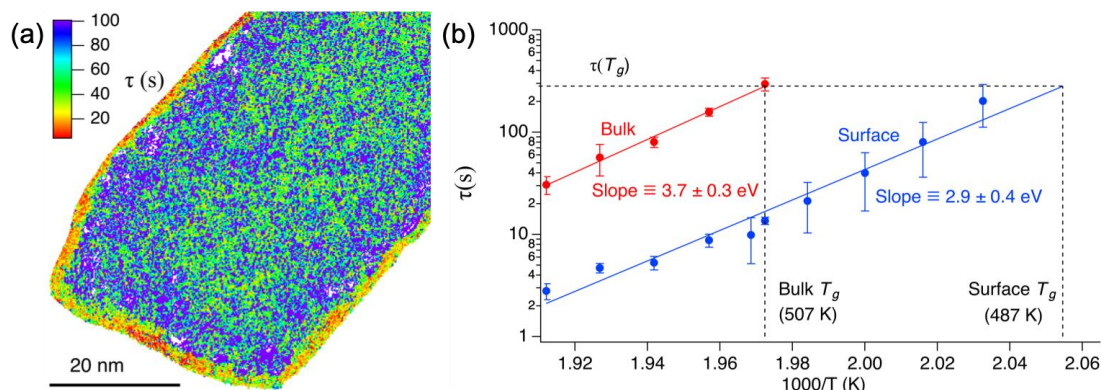 (a)
100
80
60
40
20
τ (s)
20 nm
(b)
1000
4
2
100
8
6
4
2
10
8
6
4
2
1
τ(s)
τ(Tg)
Bulk
Slope ≡ 3.7 ± 0.3 eV
Surface
Slope ≡ 2.9 ± 0.4 eV
Bulk Tg
(507 K)
Surface Tg
(487 K)
1.92 1.94 1.96 1.98 2.00 2.02 2.04 2.06
1000/T (K)